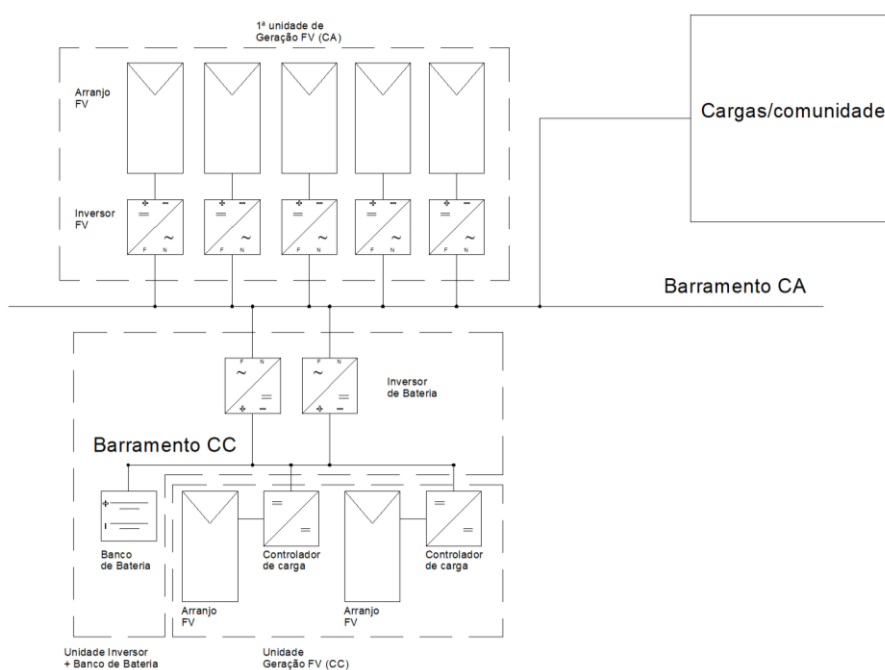 1ª unidade de
Geração FV (CA)
Arranjo
FV
Cargas/comunidade
Inversor
FV
+ −
+ −
+ −
+ −
+ −
=
=
=
=
=
~
~
~
~
~
F N
F N
F N
F N
F N
Barramento CA
F N
F N
~
~
=
=
+ −
+ −
Inversor
de Bateria
Barramento CC
Banco
de Bateria
Controlador
de carga
Controlador
de carga
Arranjo
FV
Arranjo
FV
Unidade Inversor
+ Banco de Bateria
Unidade
Geração FV (CC)